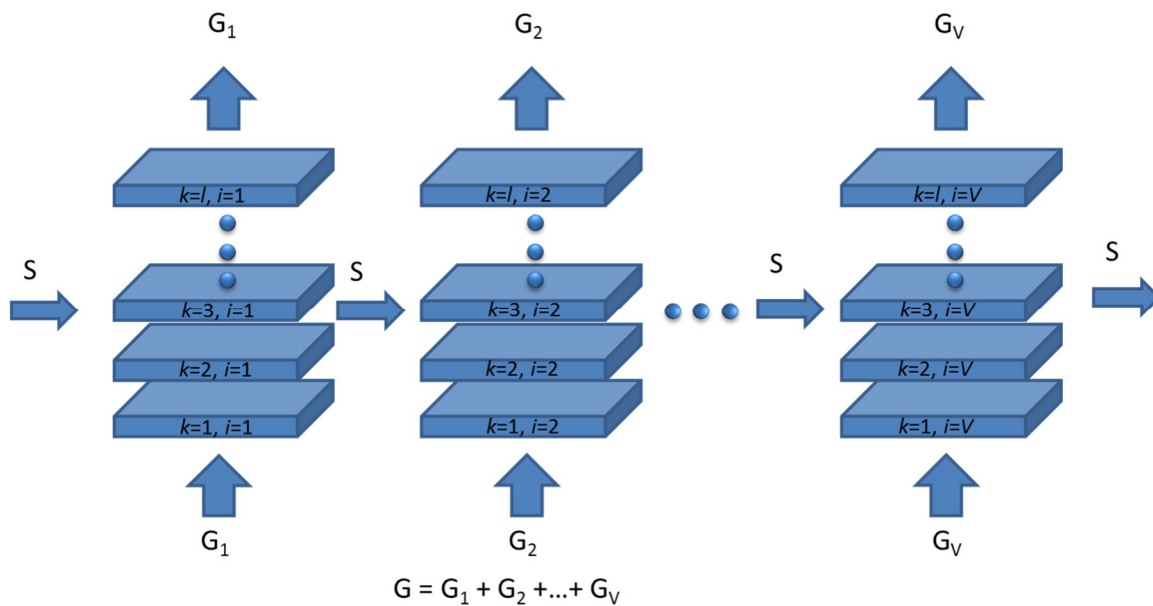 G₁ G₂ Gᵥ
k=l, i=1 k=l, i=2 k=l, i=V
S S S S
k=3, i=1 k=3, i=2 k=3, i=V
k=2, i=1 k=2, i=2 k=2, i=V
k=1, i=1 k=1, i=2 k=1, i=V
G₁ G₂ Gᵥ
G = G₁ + G₂ +...+ Gᵥ